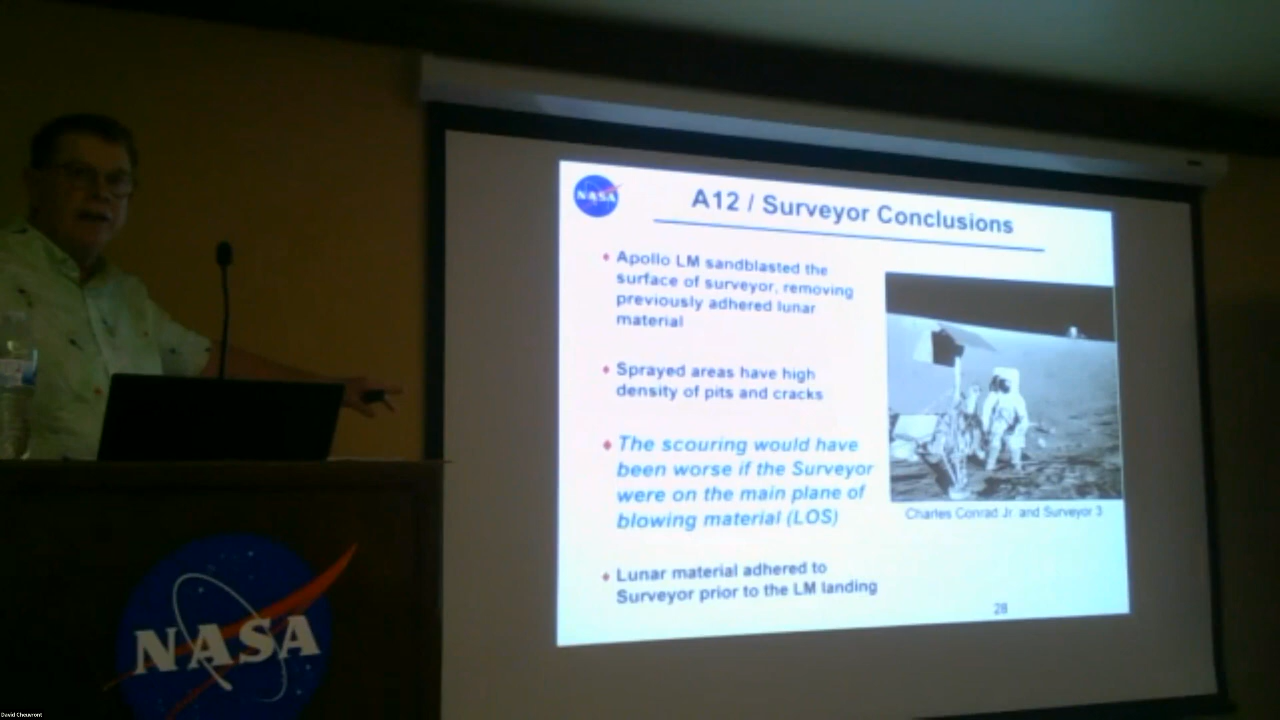 NASA
A12 / Surveyor Conclusions
Apollo LM sandblasted the
surface of surveyor, removing
previously adhered lunar
material
Sprayed areas have high
density of pits and cracks
The scouring would have
been worse if the Surveyor
were on the main plane of
blowing material (LOS)
Lunar material adhered to
Surveyor prior to the LM landing
Charles Conrad Jr. and Surveyor 3
28
NASA
David Cheuvront